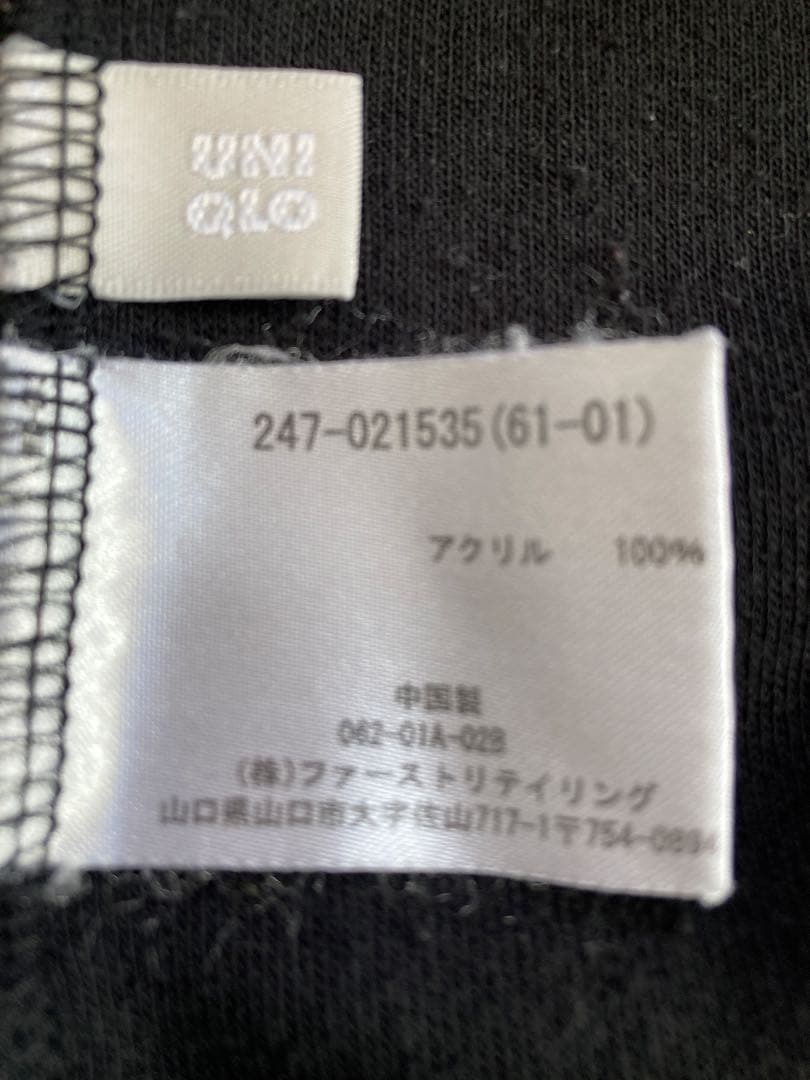 UNI
QLO
247-021535(61-01)
アクリル 100%
中国製
062-01A-02B
(株)ファーストリテイリング
山口県山口市大字佐山717-1〒754-0894